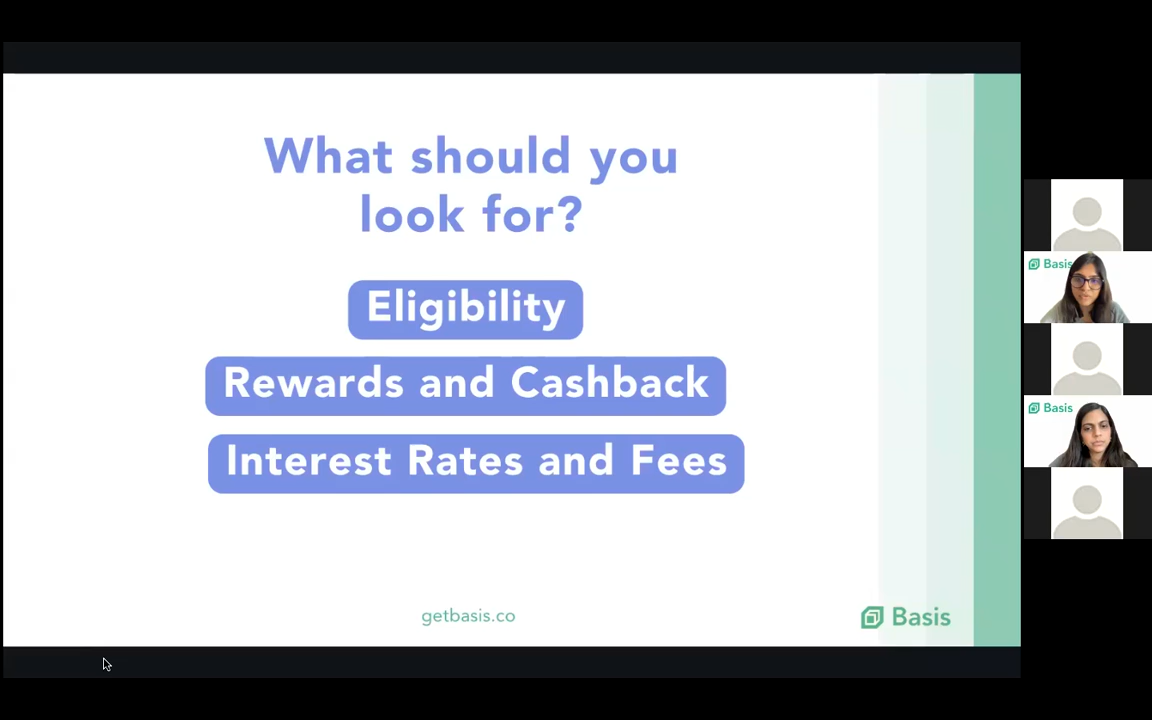 What should you
look for?
Eligibility
Rewards and Cashback
Interest Rates and Fees
getbasis.co
Basis
Basis
Basis